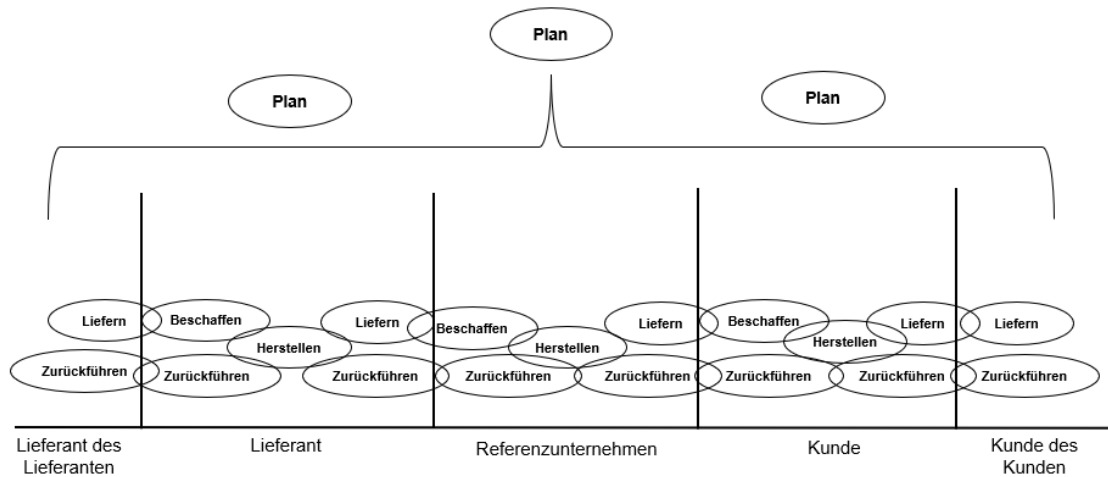 Plan
Plan
Plan
Liefern
Beschaffen
Herstellen
Liefern
Beschaffen
Herstellen
Liefern
Beschaffen
Herstellen
Liefern
Liefern
Zurückführen
Zurückführen
Zurückführen
Zurückführen
Zurückführen
Zurückführen
Zurückführen
Zurückführen
Lieferant des
Lieferanten
Lieferant
Referenzunternehmen
Kunde
Kunde des
Kunden